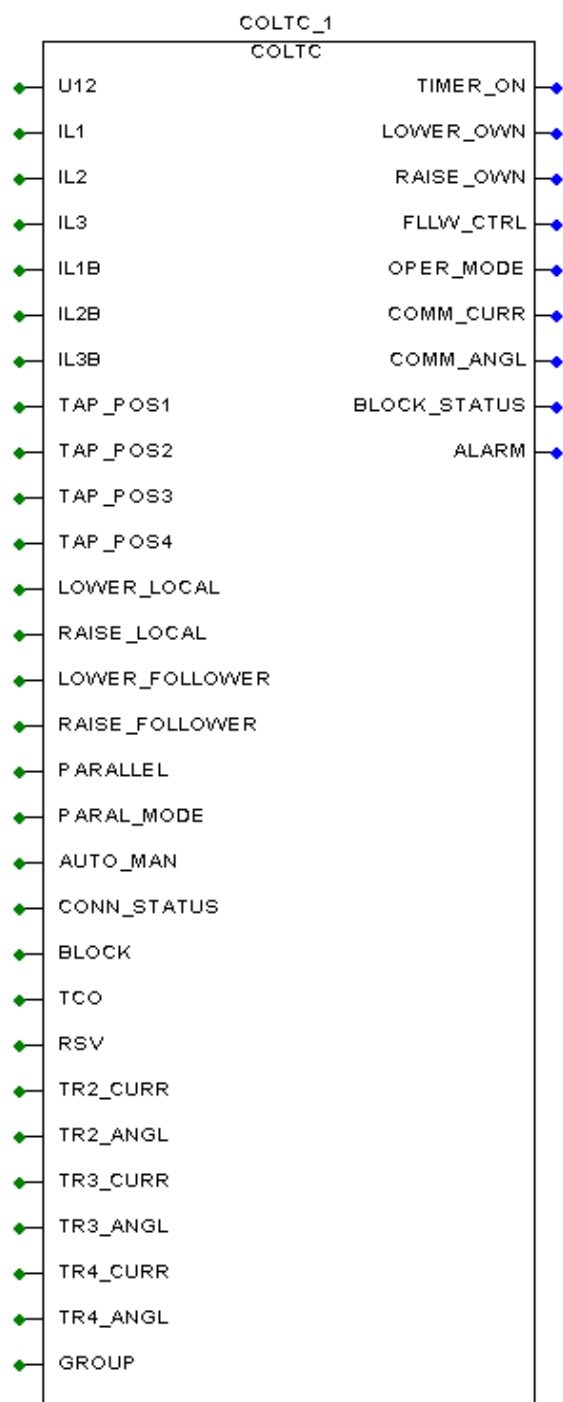 COLTC_1
COLTC
U12 TIMER_ON
IL1 LOWER_OWN
IL2 RAISE_OWN
IL3 FLLW_CTRL
IL1B OPER_MODE
IL2B COMM_CURR
IL3B COMM_ANGL
TAP_POS1 BLOCK_STATUS
TAP_POS2 ALARM
TAP_POS3
TAP_POS4
LOWER_LOCAL
RAISE_LOCAL
LOWER_FOLLOWER
RAISE_FOLLOWER
PARALLEL
PARAL_MODE
AUTO_MAN
CONN_STATUS
BLOCK
TCO
RSV
TR2_CURR
TR2_ANGL
TR3_CURR
TR3_ANGL
TR4_CURR
TR4_ANGL
GROUP